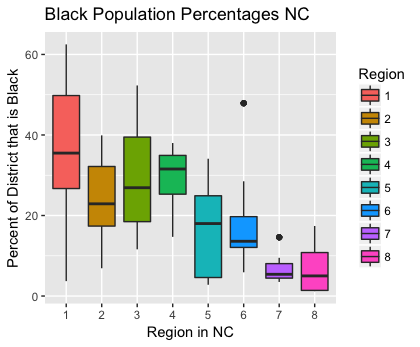 Black Population Percentages NC
Percent of District that is Black
60
40
20
0
1 2 3 4 5 6 7 8
Region in NC
Region
1
2
3
4
5
6
7
8